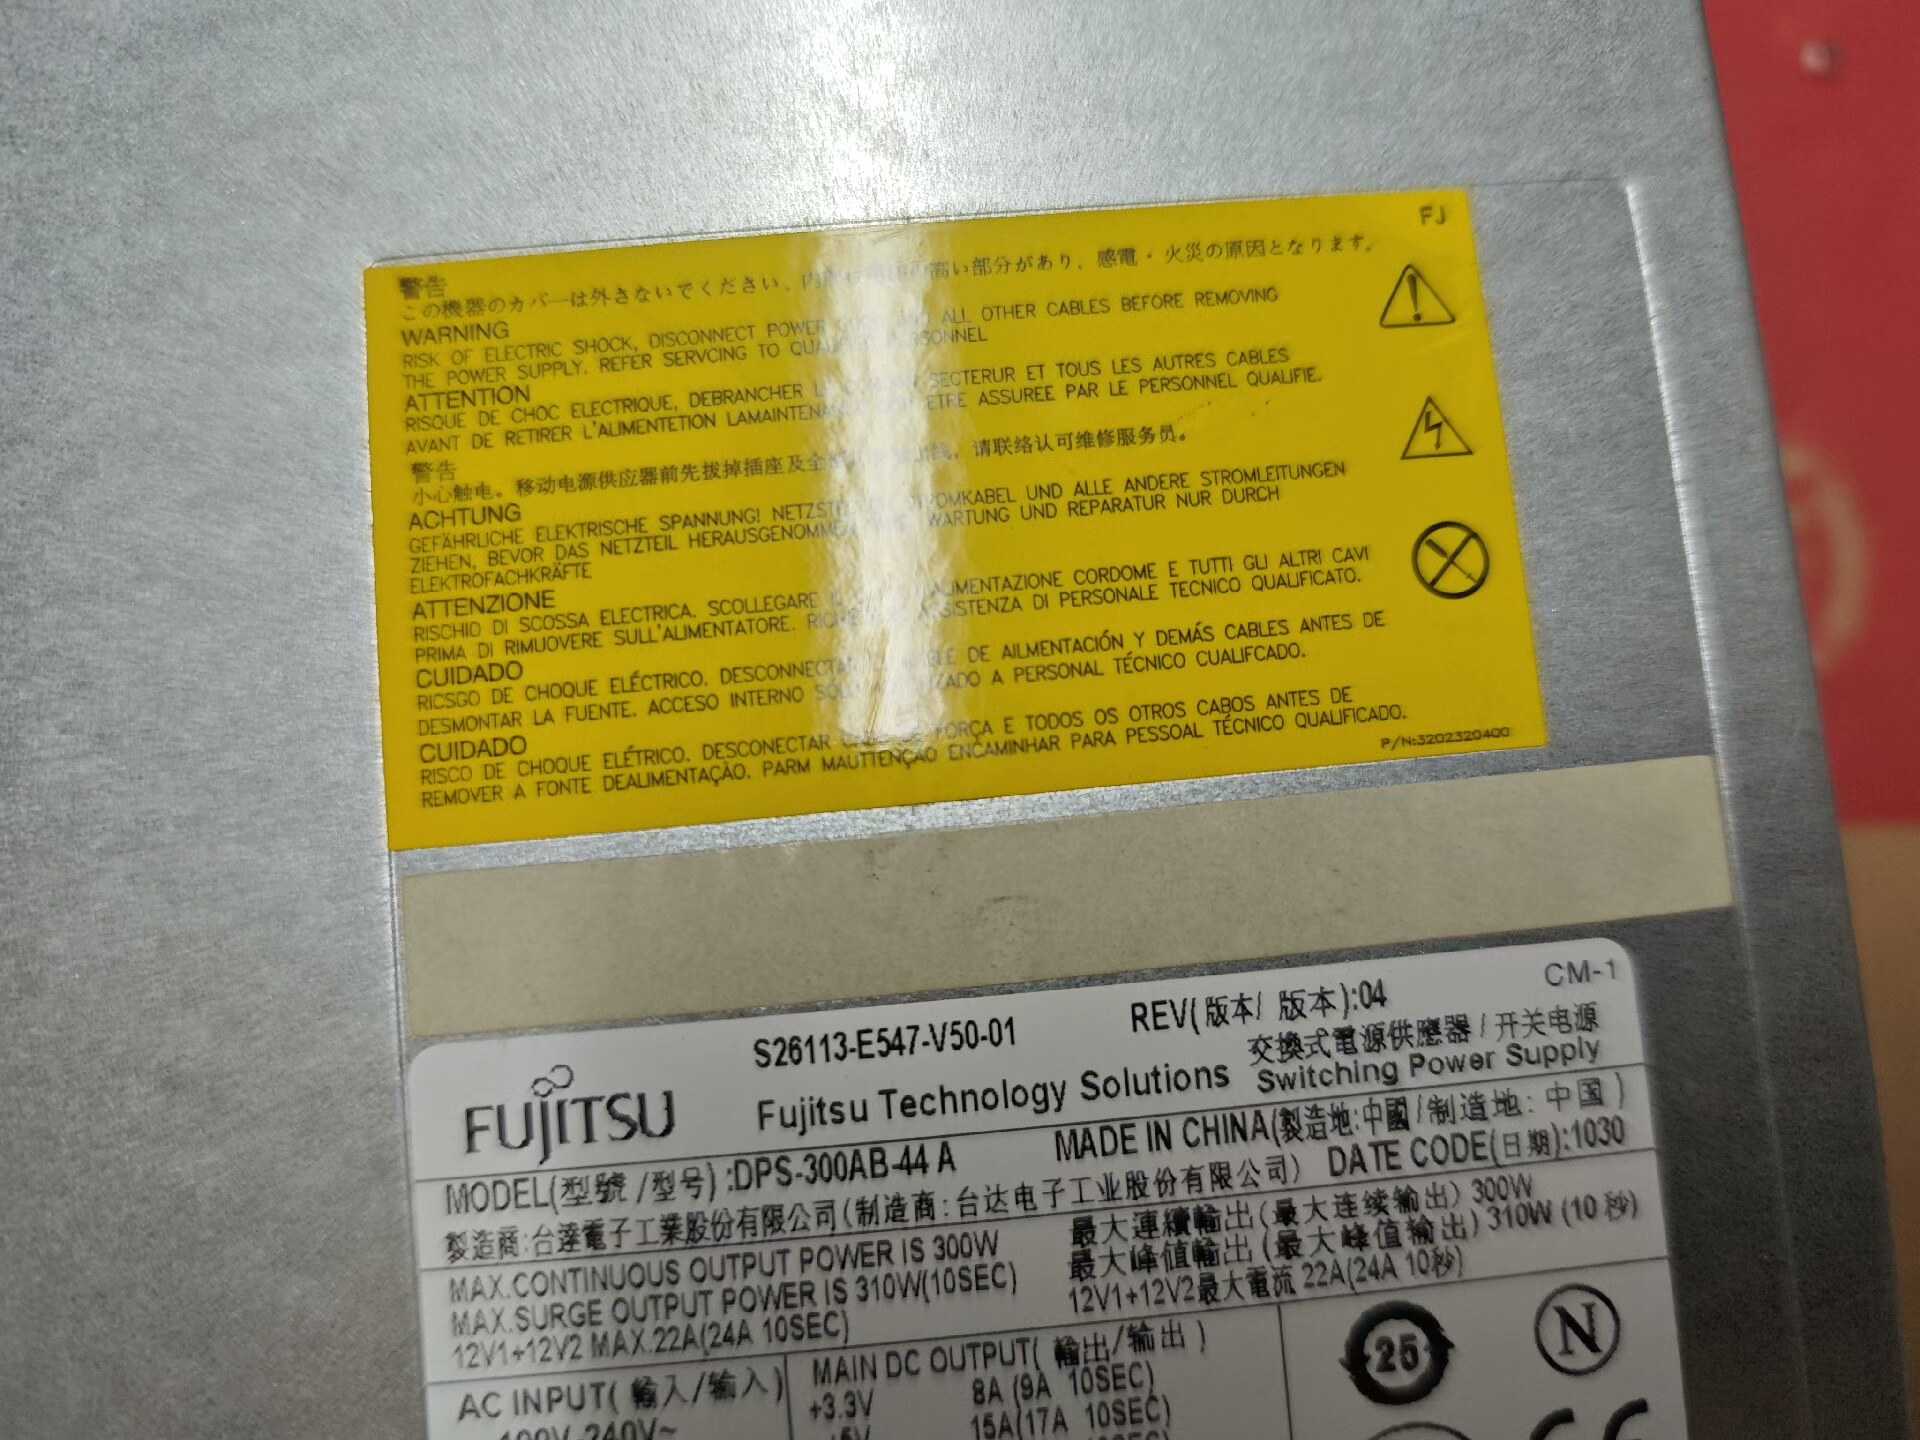 FJ
警告
この機器のカバーは外さないでください。内 高い部分があり、感電・火災の原因となります。
WARNING
RISK OF ELECTRIC SHOCK, DISCONNECT POWER AND ALL OTHER CABLES BEFORE REMOVING
THE POWER SUPPLY. REFER SERVCING TO QUALIFIED PERSONNEL
ATTENTION
RISQUE DE CHOC ELECTRIQUE, DEBRANCHER SECTERUR ET TOUS LES AUTRES CABLES
AVANT DE RETIRER L'ALIMENTETION LAMAINTENANCE ETRE ASSUREE PAR LE PERSONNEL QUALIFIE.
警告
小心触电。移动电源供应器前先拔掉插座及全 线，请联络认可维修服务员。
ACHTUNG
GEFÄHRLICHE ELEKTRISCHE SPANNUNG! NETZSTROMKABEL UND ALLE ANDERE STROMLEITUNGEN
ZIEHEN, BEVOR DAS NETZTEIL HERAUSGENOMMEN WARTUNG UND REPARATUR NUR DURCH
ELEKTROFACHKRÄFTE
ATTENZIONE
RISCHIO DI SCOSSA ELECTRICA. SCOLLEGARE ALIMENTAZIONE CORDOME E TUTTI GLI ALTRI CAVI
PRIMA DI RIMUOVERE SULL'ALIMENTATORE. ASSISTENZA DI PERSONALE TECNICO QUALIFICATO.
CUIDADO
RICSGO DE CHOQUE ELÉCTRICO. DESCONNECTAR DE AILMENTACIÓN Y DEMÁS CABLES ANTES DE
DESMONTAR LA FUENTE. ACCESO INTERNO A PERSONAL TÉCNICO CUALIFCADO.
CUIDADO
RISCO DE CHOQUE ELÉTRICO. DESCONECTAR FORÇA E TODOS OS OTROS CABOS ANTES DE
REMOVER A FONTE DEALIMENTAÇÃO. PARM MAUTTENÇAO ENCAMINHAR PARA PESSOAL TÉCNICO QUALIFICADO.
P/N:3202320400
CM-1
S26113-E547-V50-01 REV(版本/ 版本):04
FUJITSU
Fujitsu Technology Solutions
交換式電源供應器/开关电源
Switching Power Supply
MADE IN CHINA(製造地:中國/制造地: 中国)
MODEL(型號/型号):DPS-300AB-44 A
DATE CODE(日期):1030
製造商:台達電子工業股份有限公司(制造商:台达电子工业股份有限公司)
MAX.CONTINUOUS OUTPUT POWER IS 300W
最大連續輸出(最大连续输出) 300W
MAX.SURGE OUTPUT POWER IS 310W(10SEC)
最大峰值輸出(最大峰值输出) 310W (10 秒)
12V1+12V2 MAX.22A(24A 10SEC)
12V1+12V2最大電流 22A(24A 10秒)
AC INPUT( 輸入/输入)
100V-240V~
MAIN DC OUTPUT( 輸出/输出)
+3.3V 8A (9A 10SEC)
+5V 15A(17A 10SEC)
25
N
CE